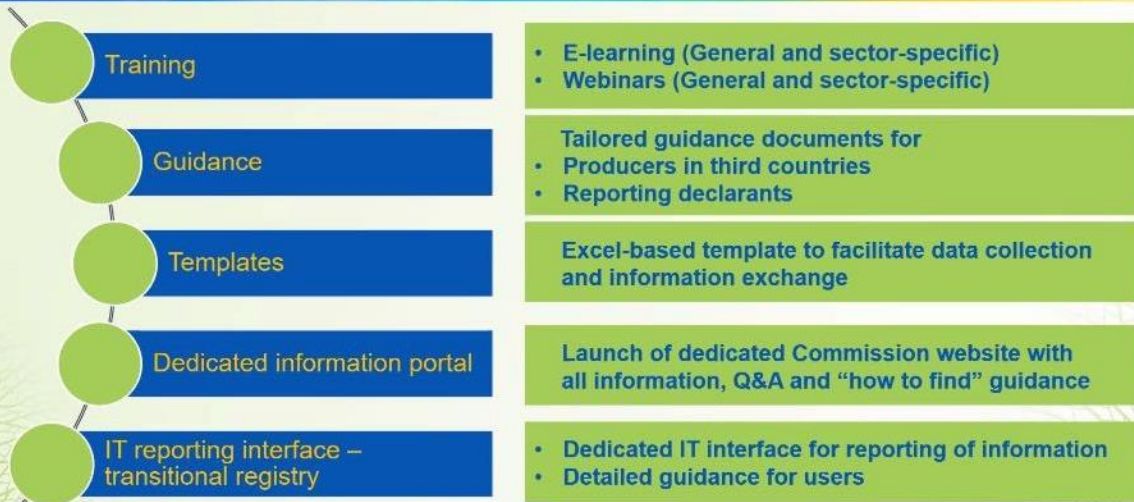 Training
• E-learning (General and sector-specific)
• Webinars (General and sector-specific)
Guidance
Tailored guidance documents for
• Producers in third countries
• Reporting declarants
Templates
Excel-based template to facilitate data collection
and information exchange
Dedicated information portal
Launch of dedicated Commission website with
all information, Q&A and “how to find” guidance
IT reporting interface –
transitional registry
• Dedicated IT interface for reporting of information
• Detailed guidance for users